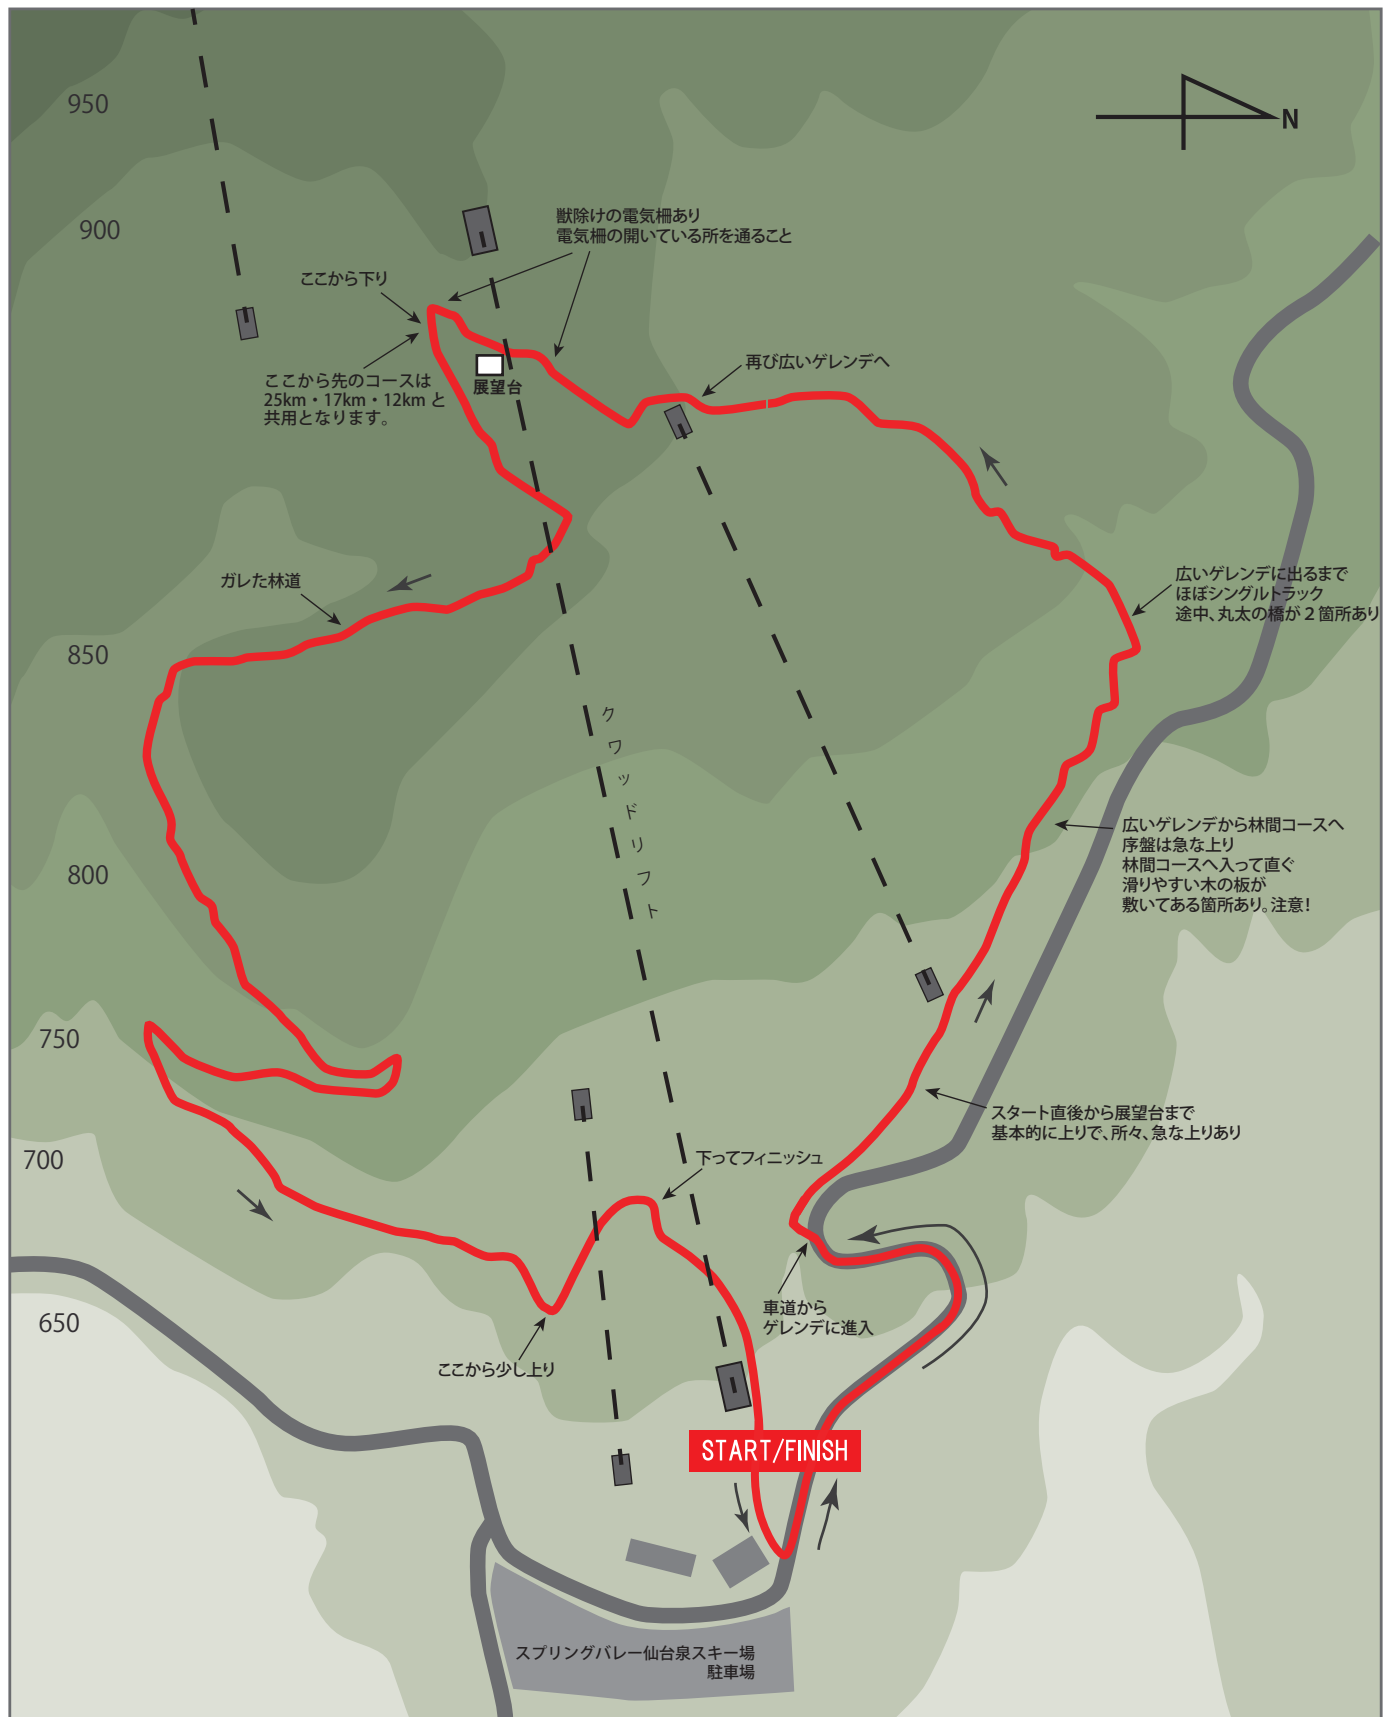 950
N
獣除けの電気柵あり
電気柵の開いている所を通ること
900
ここから下り
再び広いゲレンデへ
ここから先のコースは
25km・17km・12km と
共用となります。
展望台
広いゲレンデに出るまで
ほぼシングルトラック
途中、丸太の橋が2箇所あり
ガレた林道
850
クワッドリフト
広いゲレンデから林間コースへ
序盤は急な上り
林間コースへ入って直ぐ
滑りやすい木の板が
敷いてある箇所あり。注意!
800
750
スタート直後から展望台まで
基本的に上りで、所々、急な上りあり
700
下ってフィニッシュ
車道から
ゲレンデに進入
650
ここから少し上り
START/FINISH
スプリングバレー仙台泉スキー場
駐車場